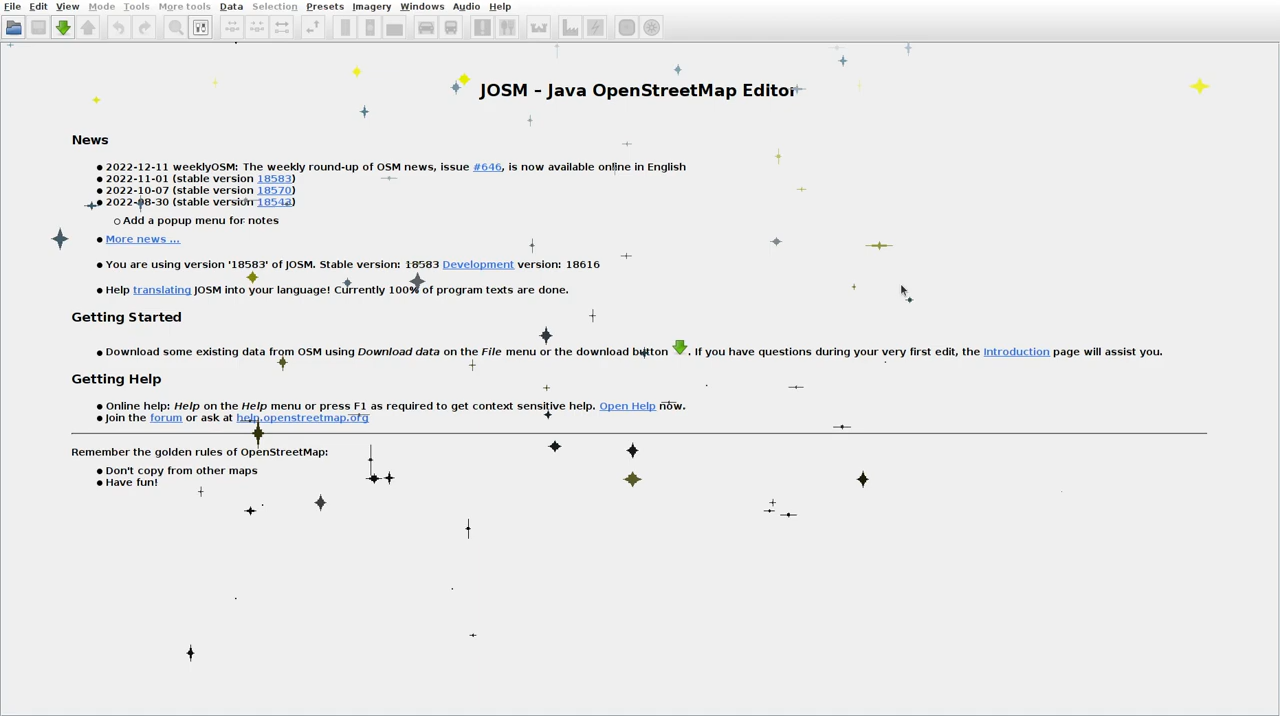 File Edit View Mode Tools More tools Data Selection Presets Imagery Windows Audio Help
JOSM – Java OpenStreetMap Editor
News
2022-12-11 weeklyOSM: The weekly round-up of OSM news, issue #646, is now available online in English
2022-11-01 (stable version 18583)
2022-10-07 (stable version 18570)
2022-08-30 (stable version 18543)
Add a popup menu for notes
More news ...
You are using version '18583' of JOSM. Stable version: 18583 Development version: 18616
Help translating JOSM into your language! Currently 100% of program texts are done.
Getting Started
Download some existing data from OSM using Download data on the File menu or the download button . If you have questions during your very first edit, the Introduction page will assist you.
Getting Help
Online help: Help on the Help menu or press F1 as required to get context sensitive help. Open Help now.
Join the forum or ask at help.openstreetmap.org
Remember the golden rules of OpenStreetMap:
Don't copy from other maps
Have fun!